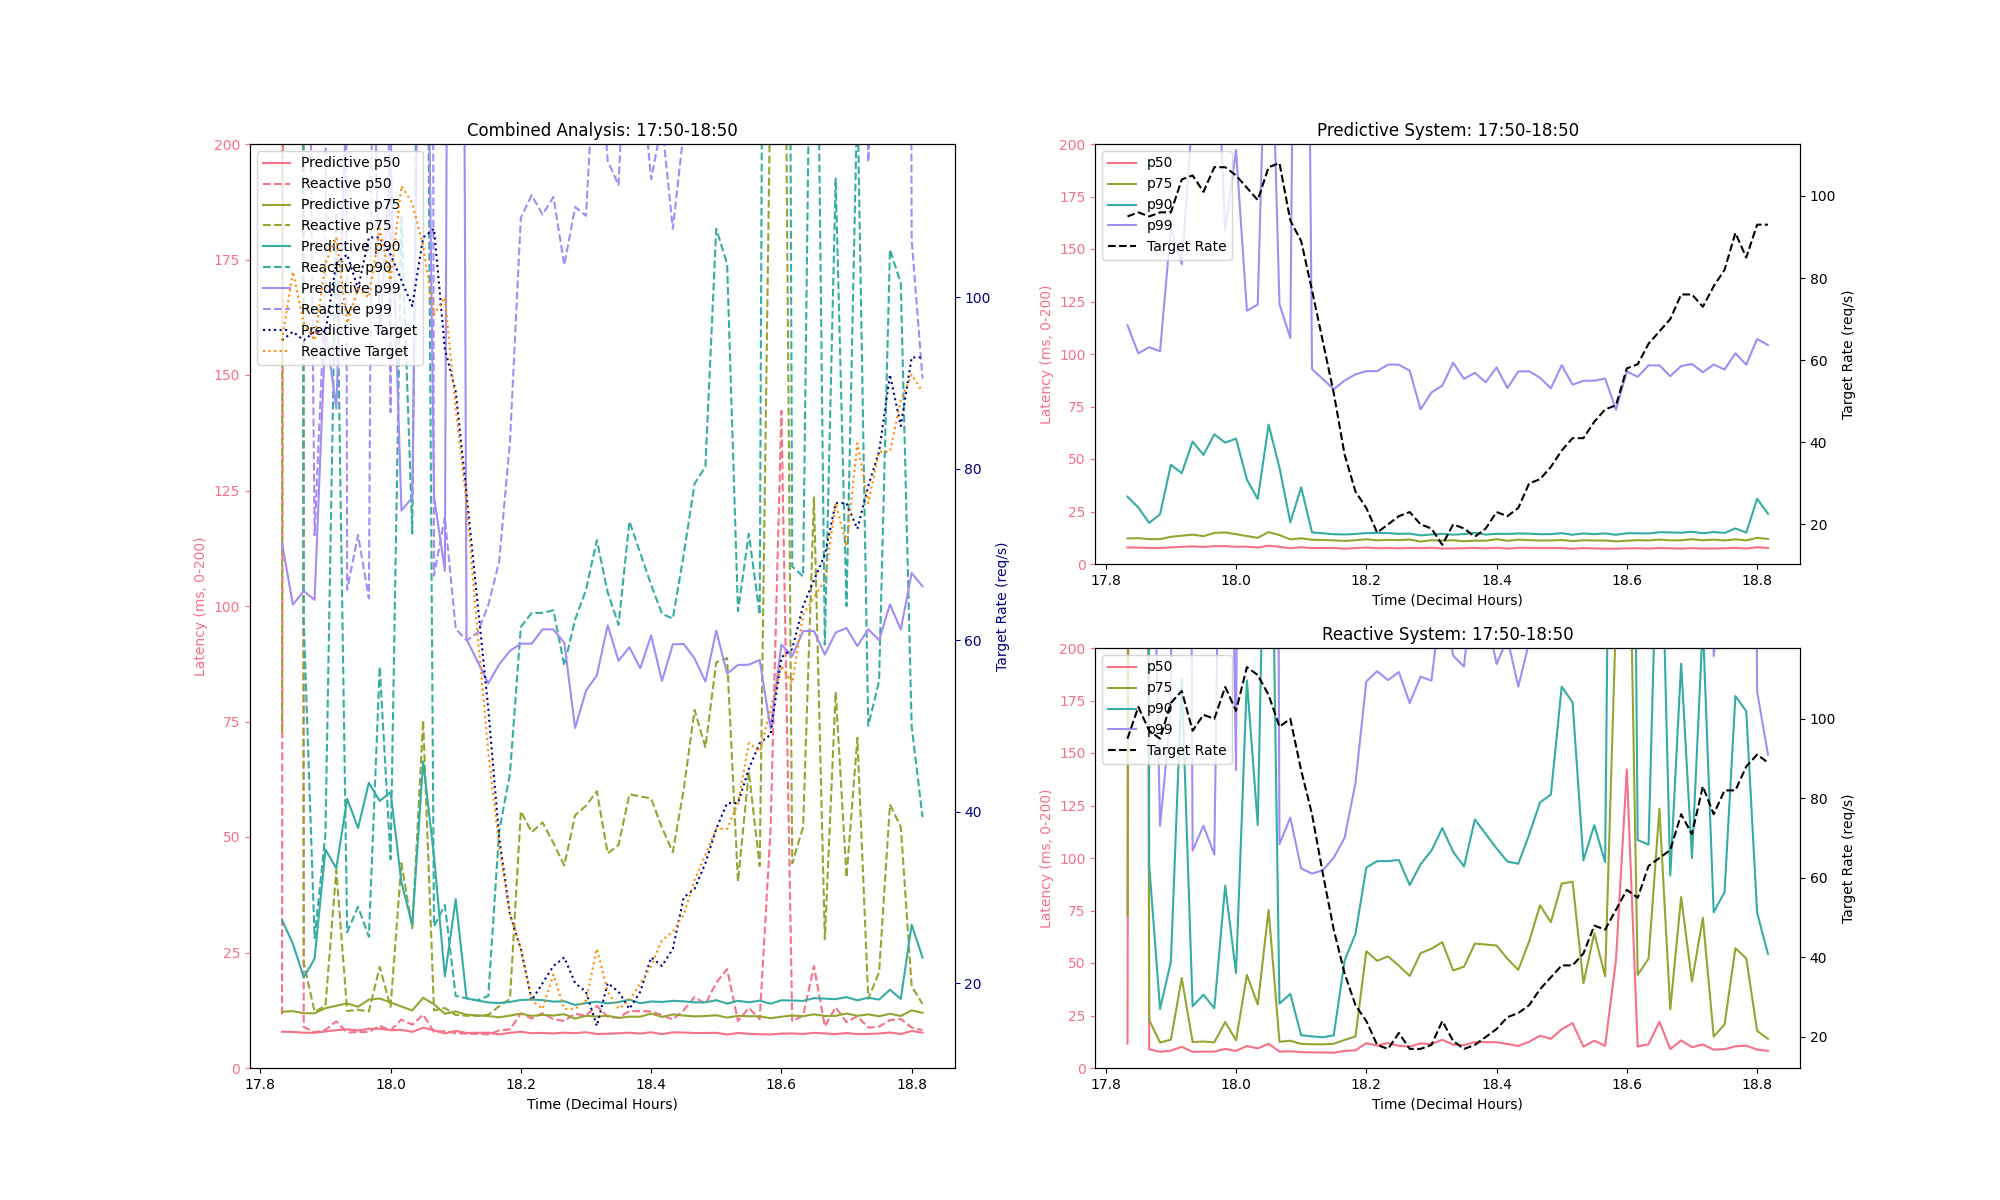 Combined Analysis: 17:50-18:50
200
175
150
125
100
75
50
25
0
Latency (ms, 0-200)
Predictive p50
Reactive p50
Predictive p75
Reactive p75
Predictive p90
Reactive p90
Predictive p99
Reactive p99
Predictive Target
Reactive Target
100
80
60
40
20
Target Rate (req/s)
17.8 18.0 18.2 18.4 18.6 18.8
Time (Decimal Hours)
Predictive System: 17:50-18:50
200
175
150
125
100
75
50
25
0
Latency (ms, 0-200)
p50
p75
p90
p99
Target Rate
100
80
60
40
20
Target Rate (req/s)
17.8 18.0 18.2 18.4 18.6 18.8
Time (Decimal Hours)
Reactive System: 17:50-18:50
200
175
150
125
100
75
50
25
0
Latency (ms, 0-200)
p50
p75
p90
p99
Target Rate
100
80
60
40
20
Target Rate (req/s)
17.8 18.0 18.2 18.4 18.6 18.8
Time (Decimal Hours)